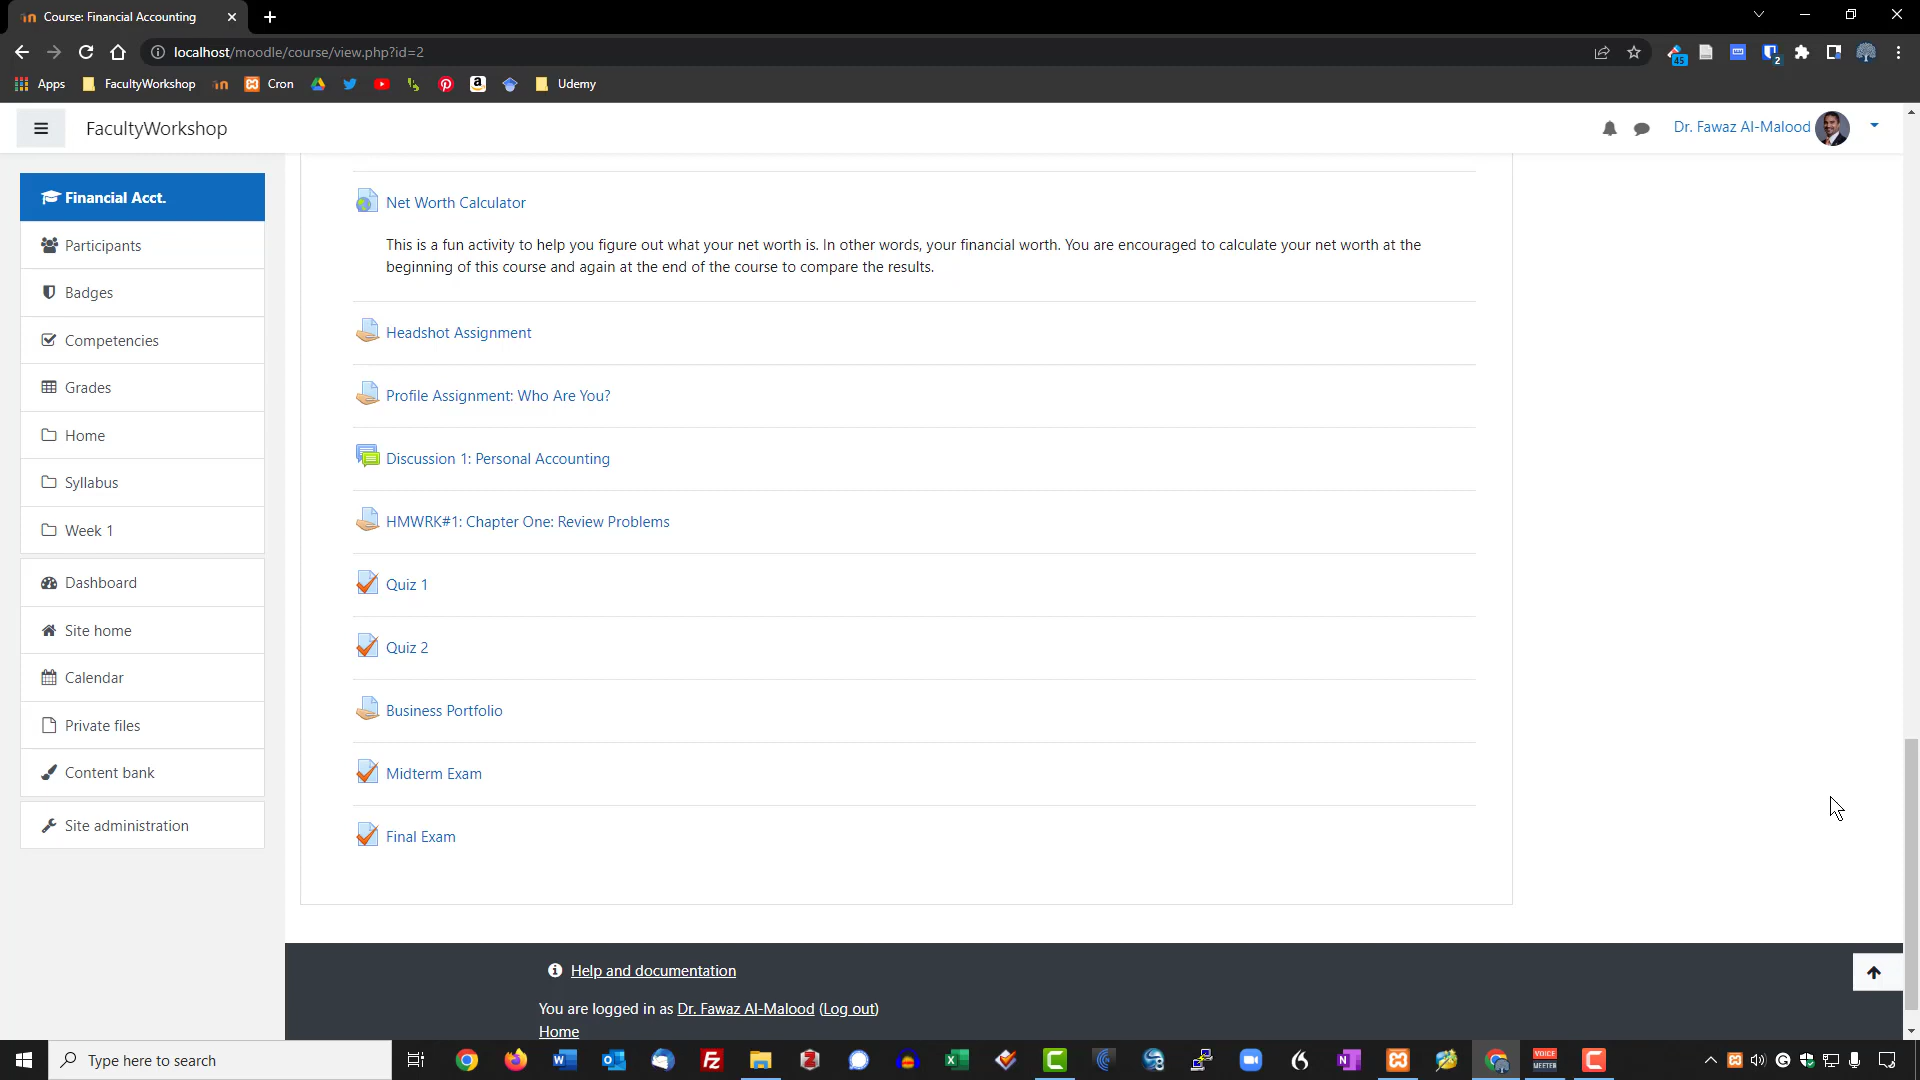 Course: Financial Accounting
localhost/moodle/course/view.php?id=2
45
2
Apps
FacultyWorkshop
Cron
Udemy
FacultyWorkshop
Dr. Fawaz Al-Malood
Financial Acct.
Participants
Badges
Competencies
Grades
Home
Syllabus
Week 1
Dashboard
Site home
Calendar
Private files
Content bank
Site administration
Net Worth Calculator
This is a fun activity to help you figure out what your net worth is. In other words, your financial worth. You are encouraged to calculate your net worth at the
beginning of this course and again at the end of the course to compare the results.
Headshot Assignment
Profile Assignment: Who Are You?
Discussion 1: Personal Accounting
HMWRK#1: Chapter One: Review Problems
Quiz 1
Quiz 2
Business Portfolio
Midterm Exam
Final Exam
Help and documentation
You are logged in as Dr. Fawaz Al-Malood (Log out)
Home
Type here to search
VOICE
MEETER